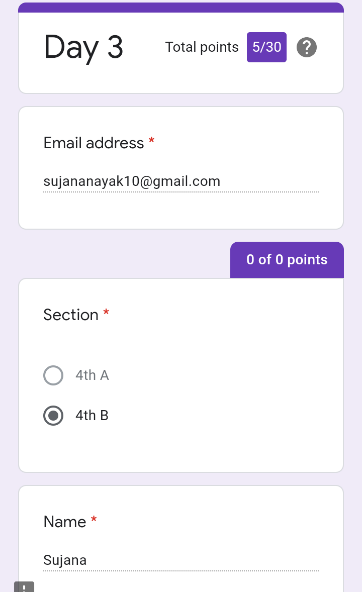 Day 3
Total points 5/30 ?
Email address *
sujananayak10@gmail.com
0 of 0 points
Section *
4th A
4th B
Name *
Sujana
!